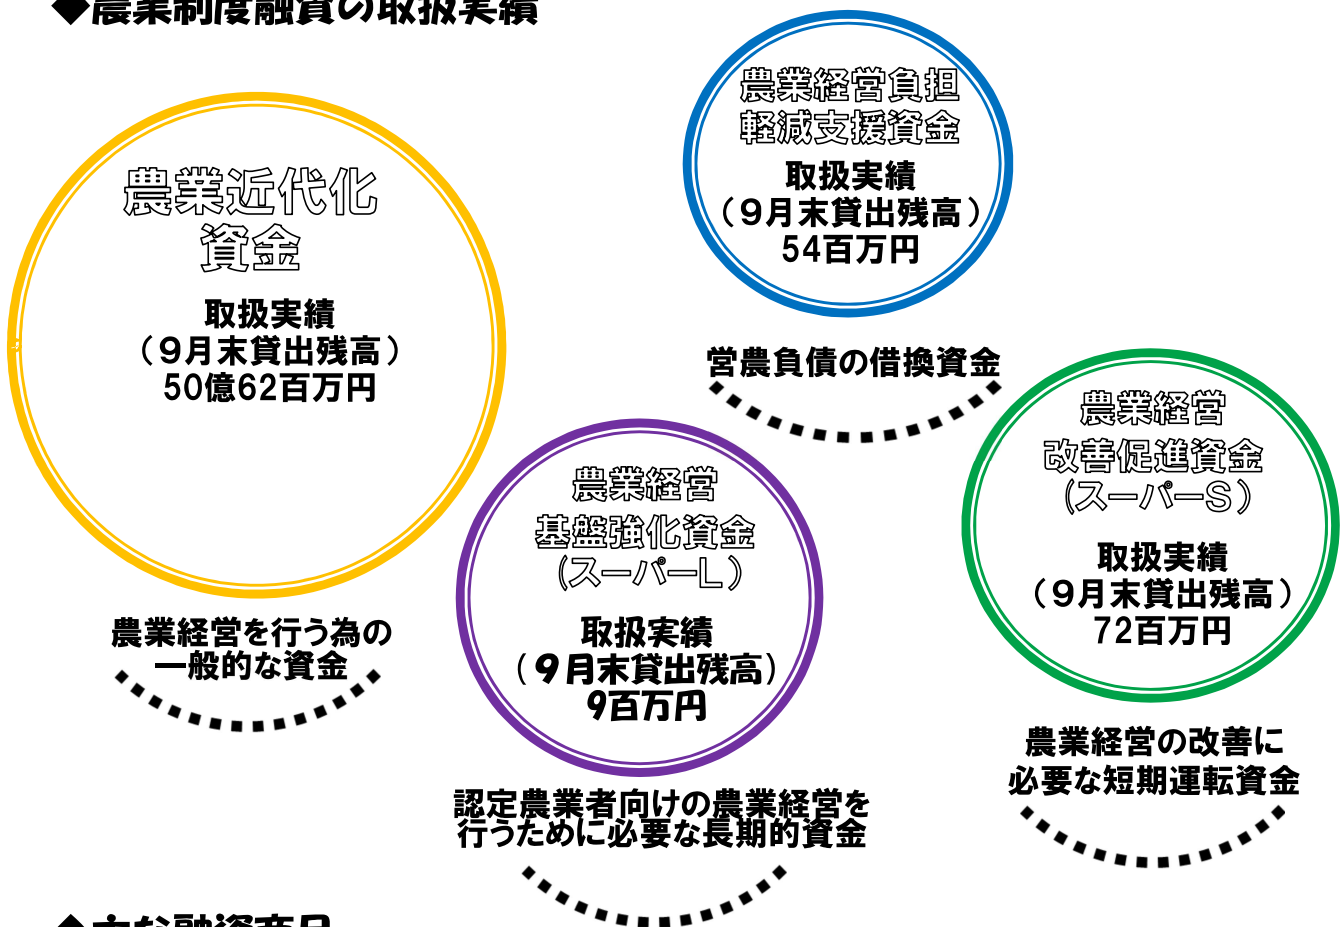 ◆農業制度融資の取扱実績
農業近代化
資金
取扱実績
（９月末貸出残高）
50億62百万円
農業経営を行う為の
一般的な資金
農業経営負担
軽減支援資金
取扱実績
（９月末貸出残高）
54百万円
営農負債の借換資金
農業経営
基盤強化資金
（スーパーL）
取扱実績
（９月末貸出残高）
9百万円
認定農業者向けの農業経営を
行うために必要な長期的資金
農業経営
改善促進資金
（スーパーS）
取扱実績
（９月末貸出残高）
72百万円
農業経営の改善に
必要な短期運転資金
◆主な融資商品